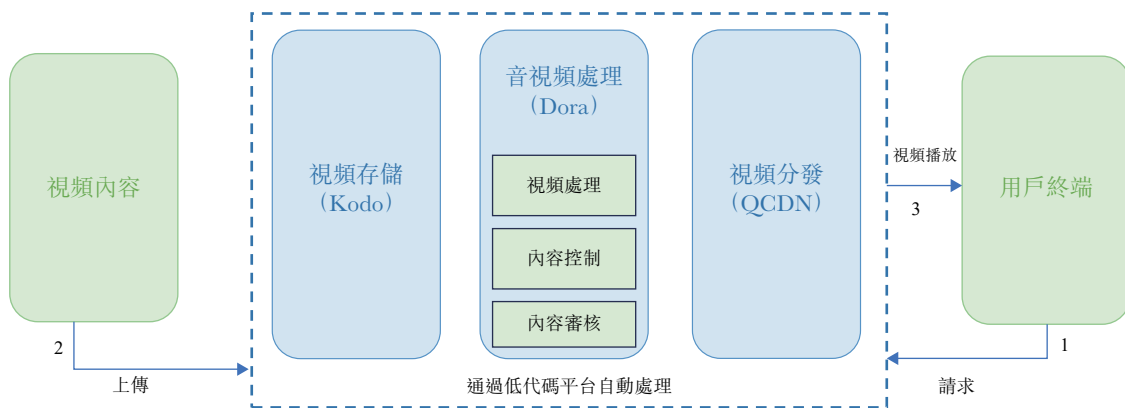 視頻內容
2
上傳
視頻存儲
（Kodo）
音視頻處理
（Dora）
視頻處理
內容控制
內容審核
視頻分發
（QCDN）
通過低代碼平台自動處理
視頻播放
3
用戶終端
1
請求